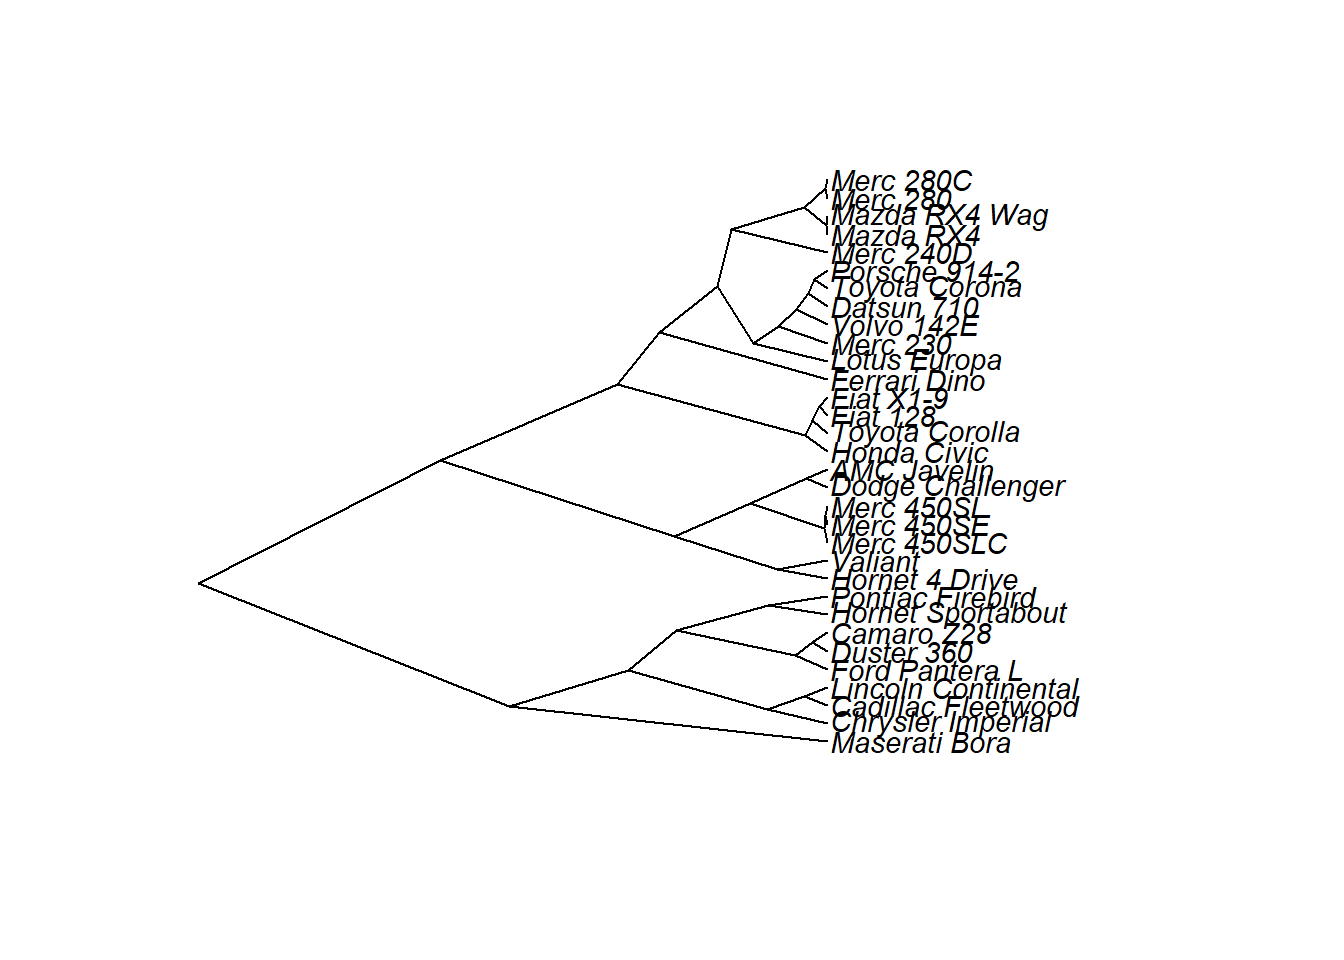 Merc 280C
Merc 280
Mazda RX4 Wag
Mazda RX4
Merc 240D
Porsche 914-2
Toyota Corona
Datsun 710
Volvo 142E
Merc 230
Lotus Europa
Ferrari Dino
Fiat X1-9
Fiat 128
Toyota Corolla
Honda Civic
AMC Javelin
Dodge Challenger
Merc 450SL
Merc 450SE
Merc 450SLC
Valiant
Hornet 4 Drive
Pontiac Firebird
Hornet Sportabout
Camaro Z28
Duster 360
Ford Pantera L
Lincoln Continental
Cadillac Fleetwood
Chrysler Imperial
Maserati Bora